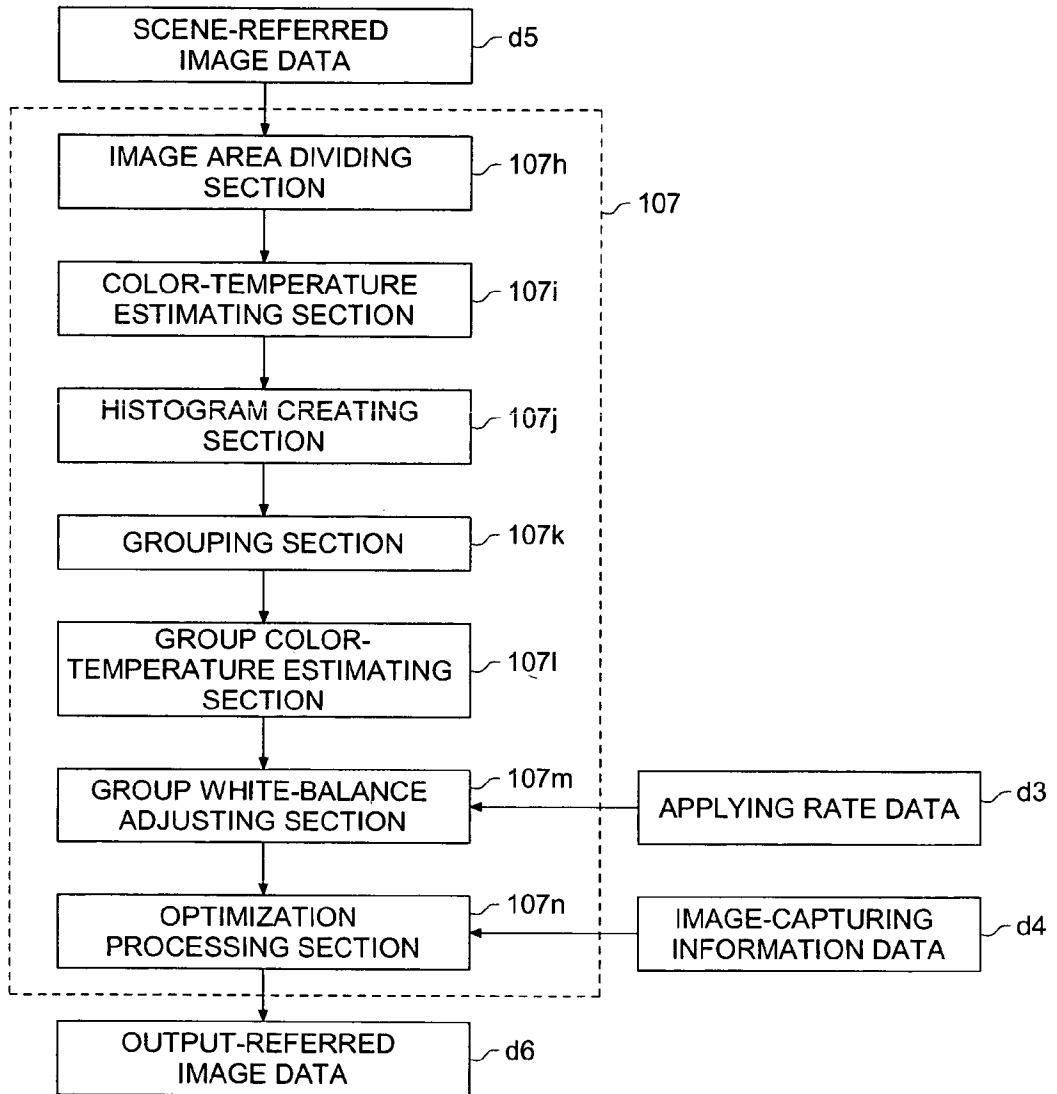 SCENE-REFERRED
IMAGE DATA
d5
IMAGE AREA DIVIDING
SECTION
107h
107
COLOR-TEMPERATURE
ESTIMATING SECTION
107i
HISTOGRAM CREATING
SECTION
107j
GROUPING SECTION
107k
GROUP COLOR-
TEMPERATURE ESTIMATING
SECTION
107l
GROUP WHITE-BALANCE
ADJUSTING SECTION
107m
APPLYING RATE DATA
d3
OPTIMIZATION
PROCESSING SECTION
107n
IMAGE-CAPTURING
INFORMATION DATA
d4
OUTPUT-REFERRED
IMAGE DATA
d6